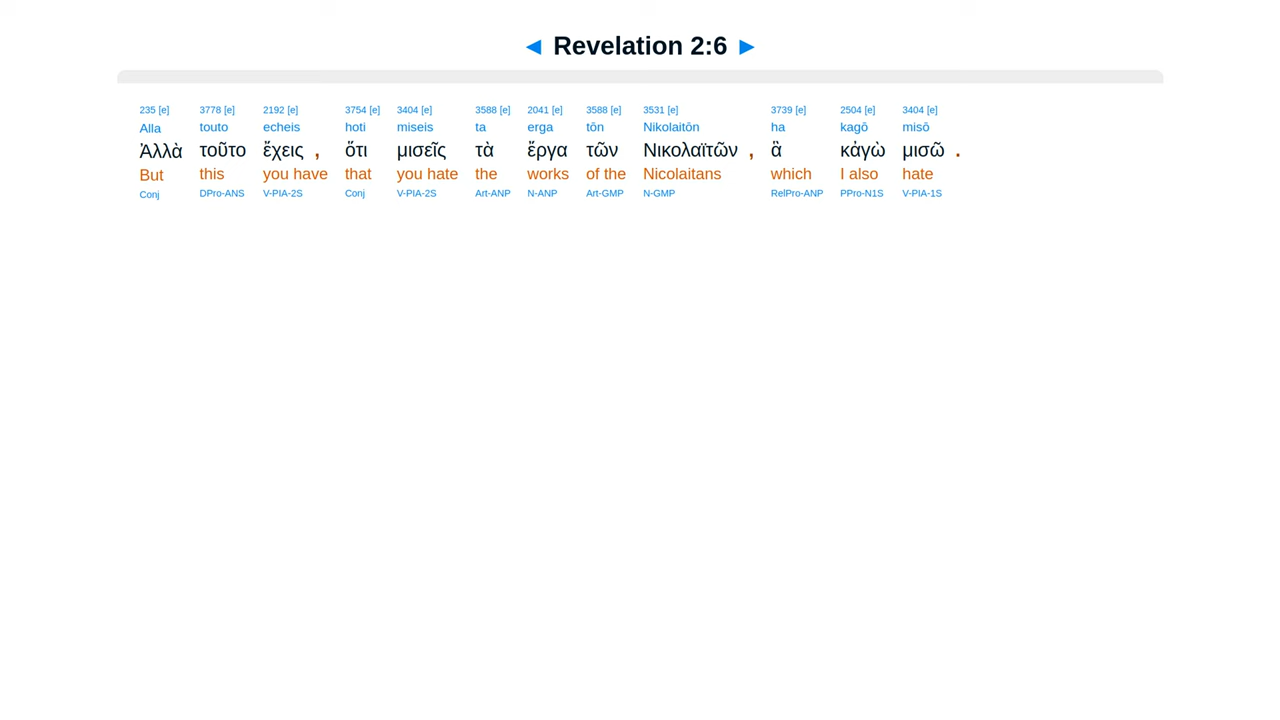 ◄ Revelation 2:6 ►
235 [e] 3778 [e] 2192 [e] 3754 [e] 3404 [e] 3588 [e] 2041 [e] 3588 [e] 3531 [e] 3739 [e] 2504 [e] 3404 [e]
Alla touto echeis hoti miseis ta erga tōn Nikolaitōn ha kagō misō
Ἀλλὰ τοῦτο ἔχεις , ὅτι μισεῖς τὰ ἔργα τῶν Νικολαϊτῶν , ἃ κἀγὼ μισῶ .
But this you have that you hate the works of the Nicolaitans which I also hate
Conj DPro-ANS V-PIA-2S Conj V-PIA-2S Art-ANP N-ANP Art-GMP N-GMP RelPro-ANP PPro-N1S V-PIA-1S